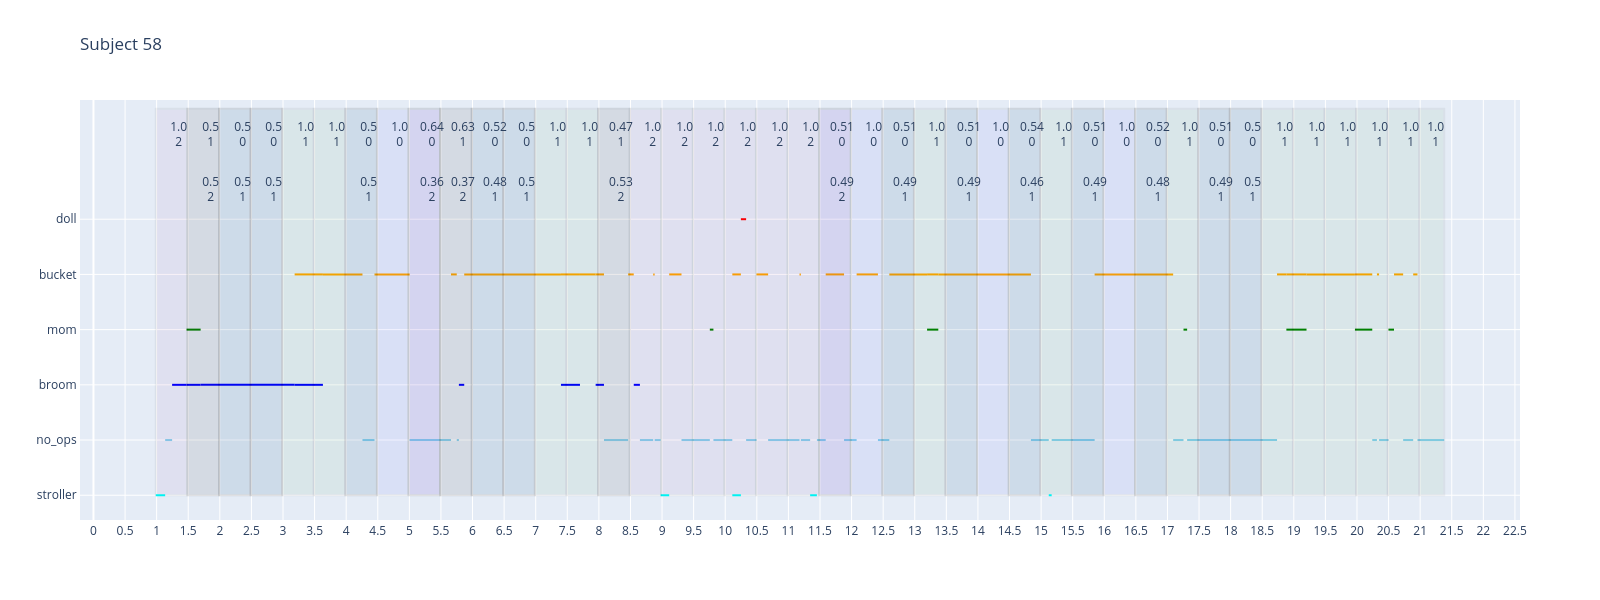 Subject 58
1.0 0.5 0.5 0.5 1.0 1.0 0.5 1.0 0.64 0.63 0.52 0.5 1.0 1.0 0.47 1.0 1.0 1.0 1.0 1.0 1.0 0.51 1.0 0.51 1.0 0.51 1.0 0.54 1.0 0.51 1.0 0.52 1.0 0.51 0.5 1.0 1.0 1.0 1.0 1.0 1.0
2 1 0 0 1 1 0 0 0 1 0 0 1 1 1 2 2 2 2 2 2 0 0 0 1 0 0 0 1 0 0 0 1 0 0 1 1 1 1 1 1
0.5 0.5 0.5 0.5 0.36 0.37 0.48 0.5 0.53 0.49 0.49 0.49 0.46 0.49 0.48 0.49 0.5
2 1 1 1 2 2 1 1 2 2 1 1 1 1 1 1 1
doll
bucket
mom
broom
no_ops
stroller
0 0.5 1 1.5 2 2.5 3 3.5 4 4.5 5 5.5 6 6.5 7 7.5 8 8.5 9 9.5 10 10.5 11 11.5 12 12.5 13 13.5 14 14.5 15 15.5 16 16.5 17 17.5 18 18.5 19 19.5 20 20.5 21 21.5 22 22.5